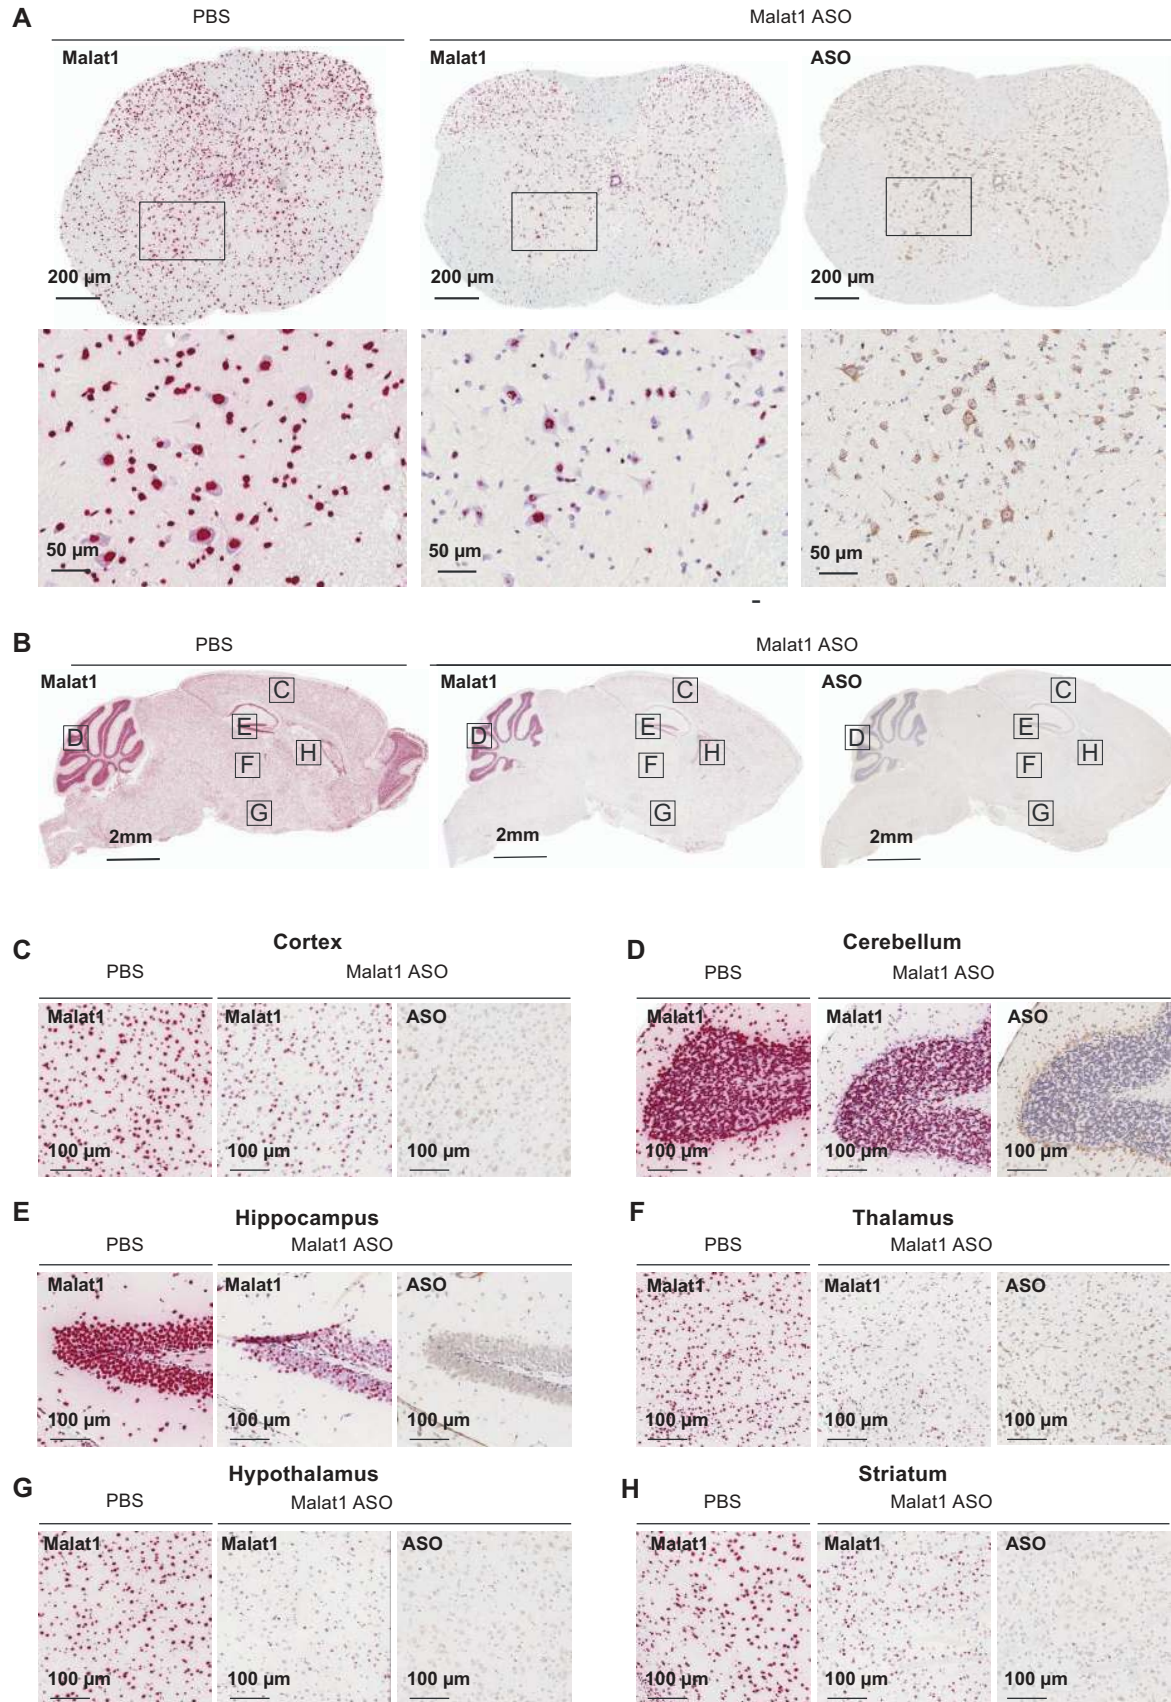 A
PBS
Malat1 ASO
Malat1
Malat1
ASO
200 µm
200 µm
200 µm
50 µm
50 µm
50 µm
B
PBS
Malat1 ASO
Malat1
Malat1
ASO
C
C
C
D
D
D
E
E
E
H
H
H
F
F
F
G
G
G
2mm
2mm
2mm
C
Cortex
PBS
Malat1 ASO
Malat1
Malat1
ASO
100 µm
100 µm
100 µm
D
Cerebellum
PBS
Malat1 ASO
Malat1
Malat1
ASO
100 µm
100 µm
100 µm
E
Hippocampus
PBS
Malat1 ASO
Malat1
Malat1
ASO
100 µm
100 µm
100 µm
F
Thalamus
PBS
Malat1 ASO
Malat1
Malat1
ASO
100 µm
100 µm
100 µm
G
Hypothalamus
PBS
Malat1 ASO
Malat1
Malat1
ASO
100 µm
100 µm
100 µm
H
Striatum
PBS
Malat1 ASO
Malat1
Malat1
ASO
100 µm
100 µm
100 µm